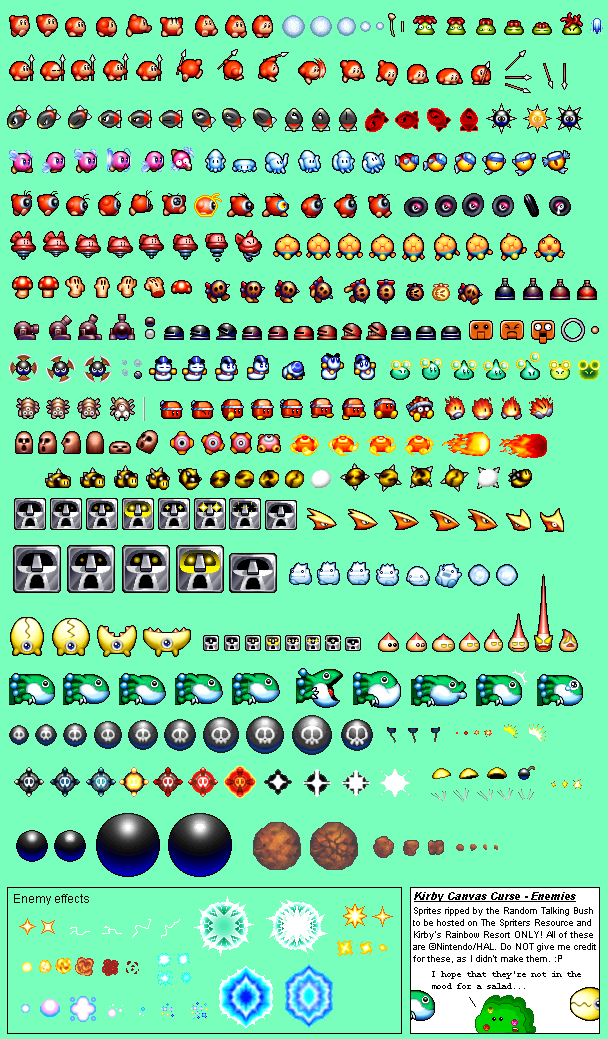 Enemy effects
Kirby Canvas Curse - Enemies
Sprites ripped by the Random Talking Bush
to be hosted on The Spriters Resource and
Kirby's Rainbow Resort ONLY! All of these
are ©Nintendo/HAL. Do NOT give me credit
for these, as I didn't make them. :P
I hope that they're not in the
mood for a salad...